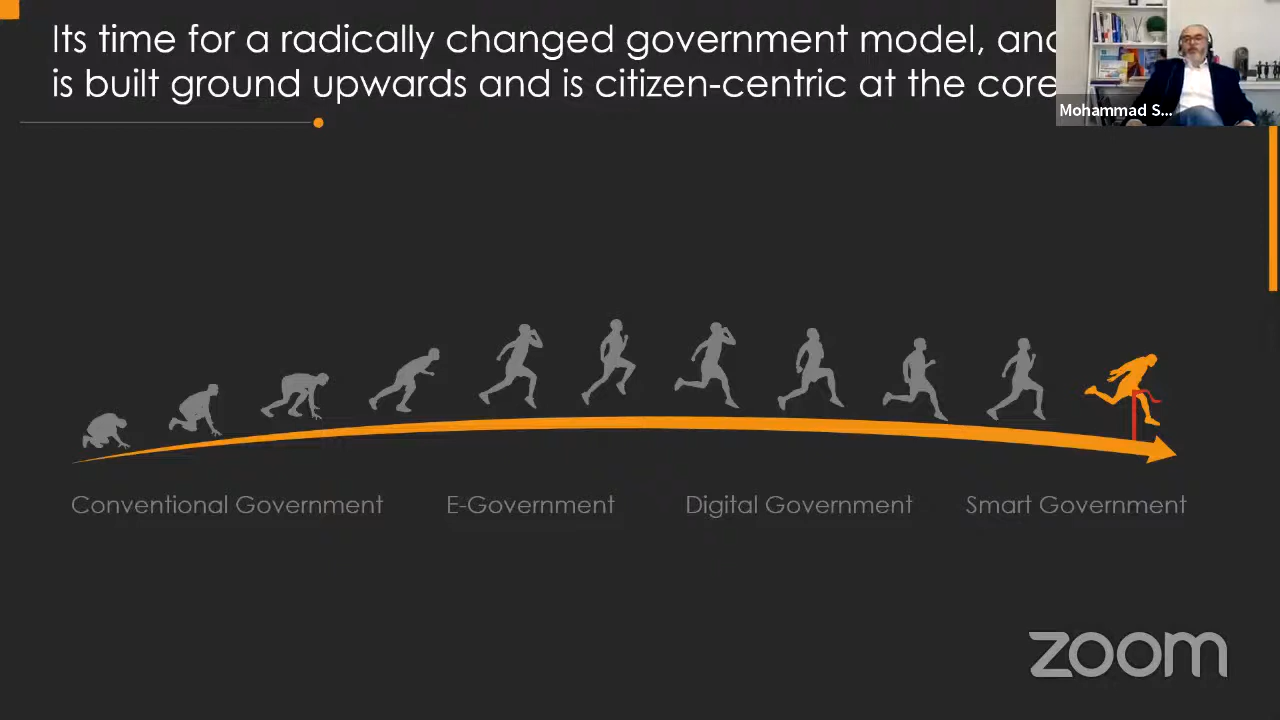 Its time for a radically changed government model, and
is built ground upwards and is citizen-centric at the core
Mohammad S...
Conventional Government
E-Government
Digital Government
Smart Government
zoom